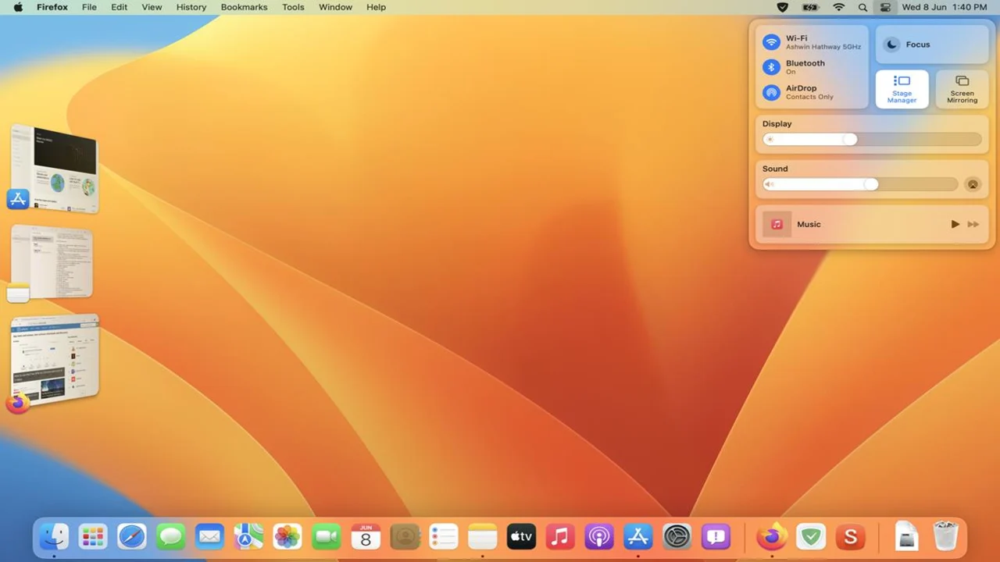 Firefox File Edit View History Bookmarks Tools Window Help Wed 8 Jun 1:40 PM
Wi-Fi
Ashwin Hathway 5GHz
Bluetooth
On
AirDrop
Contacts Only
Focus
Stage
Manager
Screen
Mirroring
Display
Sound
Music
JUN
8
tv
S